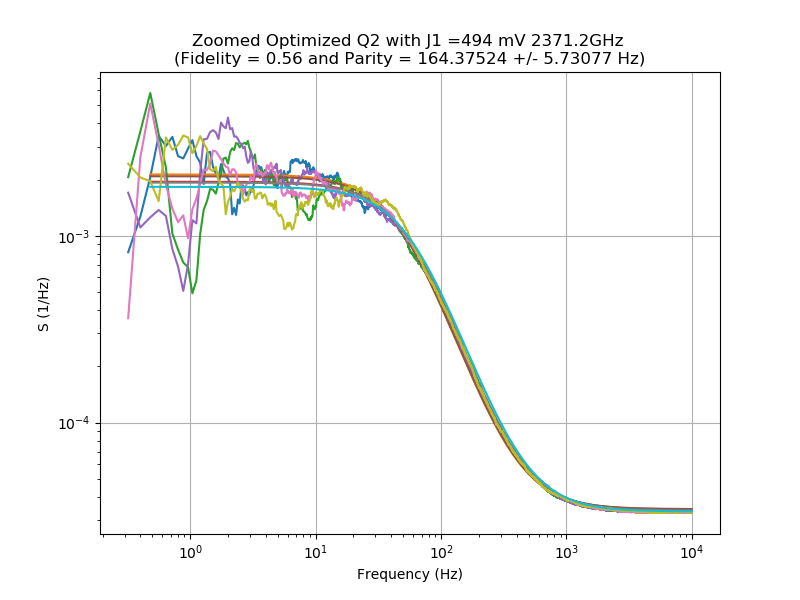 Zoomed Optimized Q2 with J1 =494 mV 2371.2GHz
(Fidelity = 0.56 and Parity = 164.37524 +/- 5.73077 Hz)
S (1/Hz)
10⁻³
10⁻⁴
10⁰ 10¹ 10² 10³ 10⁴
Frequency (Hz)